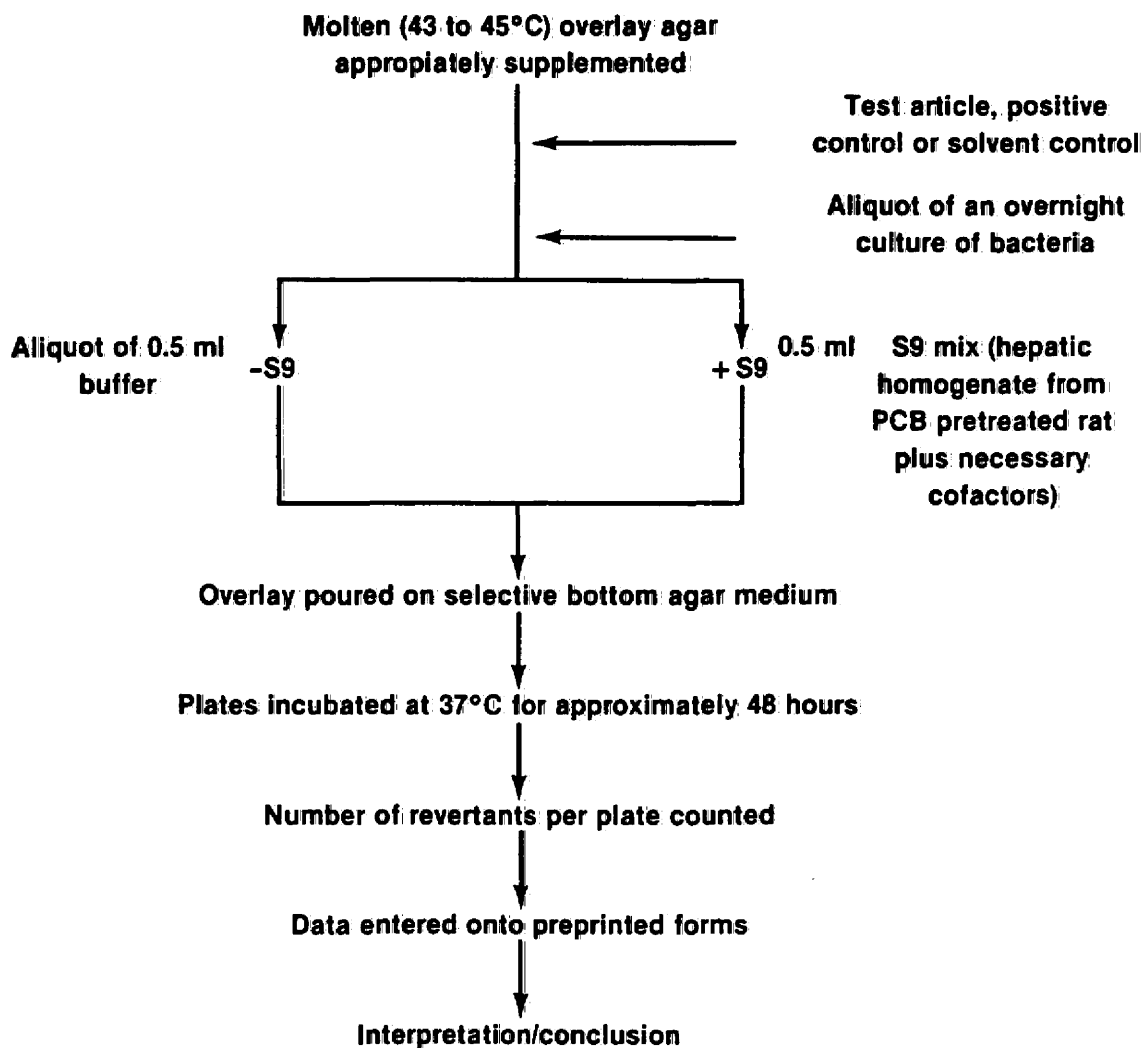 Molten (43 to 45°C) overlay agar
appropiately supplemented
Test article, positive
control or solvent control
Aliquot of an overnight
culture of bacteria
Aliquot of 0.5 ml
buffer
-S9
+ S9
0.5 ml
S9 mix (hepatic
homogenate from
PCB pretreated rat
plus necessary
cofactors)
Overlay poured on selective bottom agar medium
Plates incubated at 37°C for approximately 48 hours
Number of revertants per plate counted
Data entered onto preprinted forms
Interpretation/conclusion